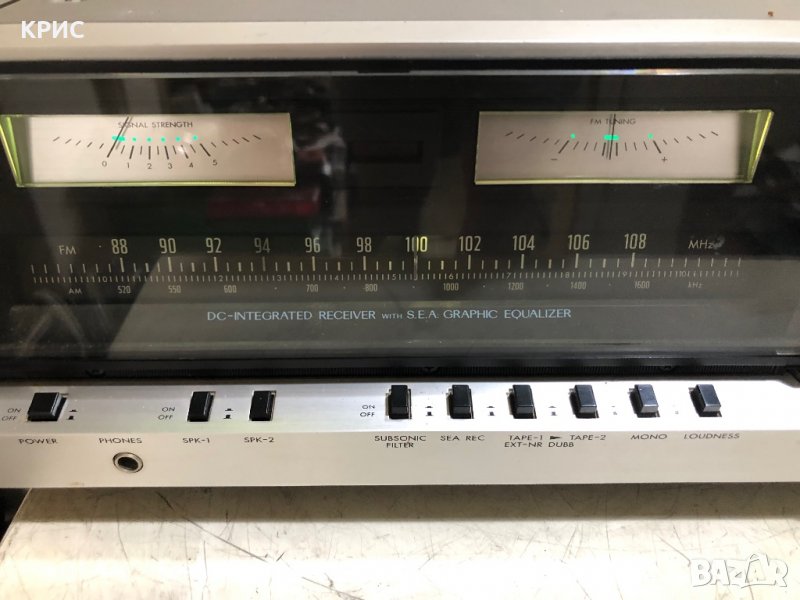 КРИС
SIGNAL STRENGTH
0 1 2 3 4 5
FM TUNING
− +
FM 88 90 92 94 96 98 100 102 104 106 108 MHz
AM 520 550 600 700 800 1000 1200 1400 1600 kHz
DC-INTEGRATED RECEIVER WITH S.E.A. GRAPHIC EQUALIZER
ON
OFF
POWER
PHONES
ON
OFF
SPK-1
SPK-2
ON
OFF
SUBSONIC
FILTER
SEA REC
TAPE-1 ► TAPE-2
EXT-NR DUBB
MONO
LOUDNESS
BAZAR